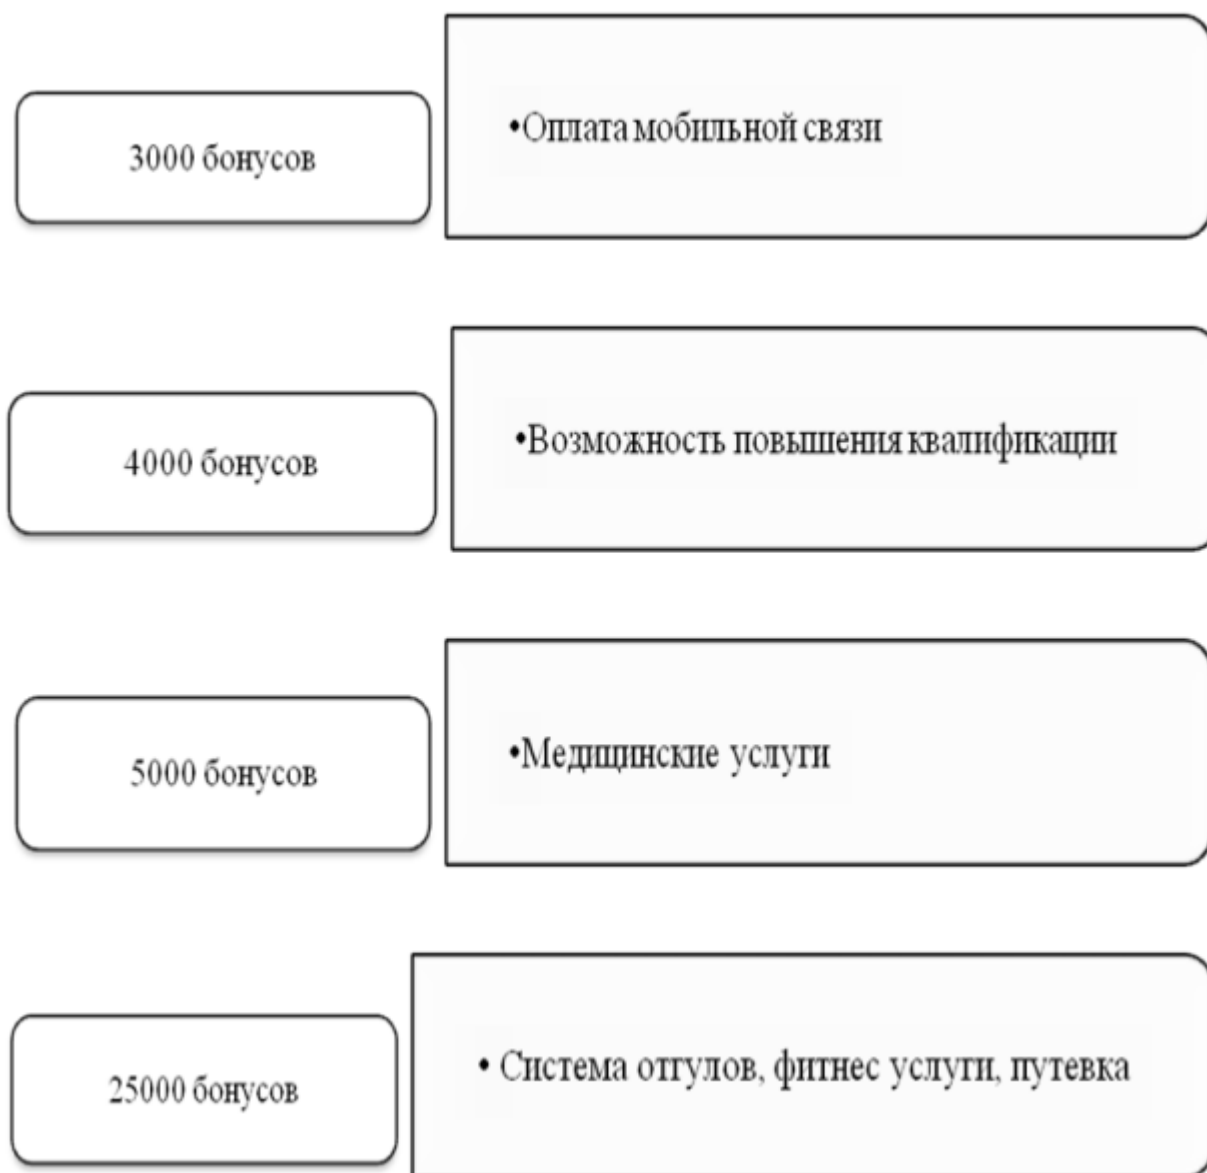 3000 бонусов
•Оплата мобильной связи
4000 бонусов
•Возможность повышения квалификации
5000 бонусов
•Медицинские услуги
25000 бонусов
• Система отгулов, фитнес услуги, путевка